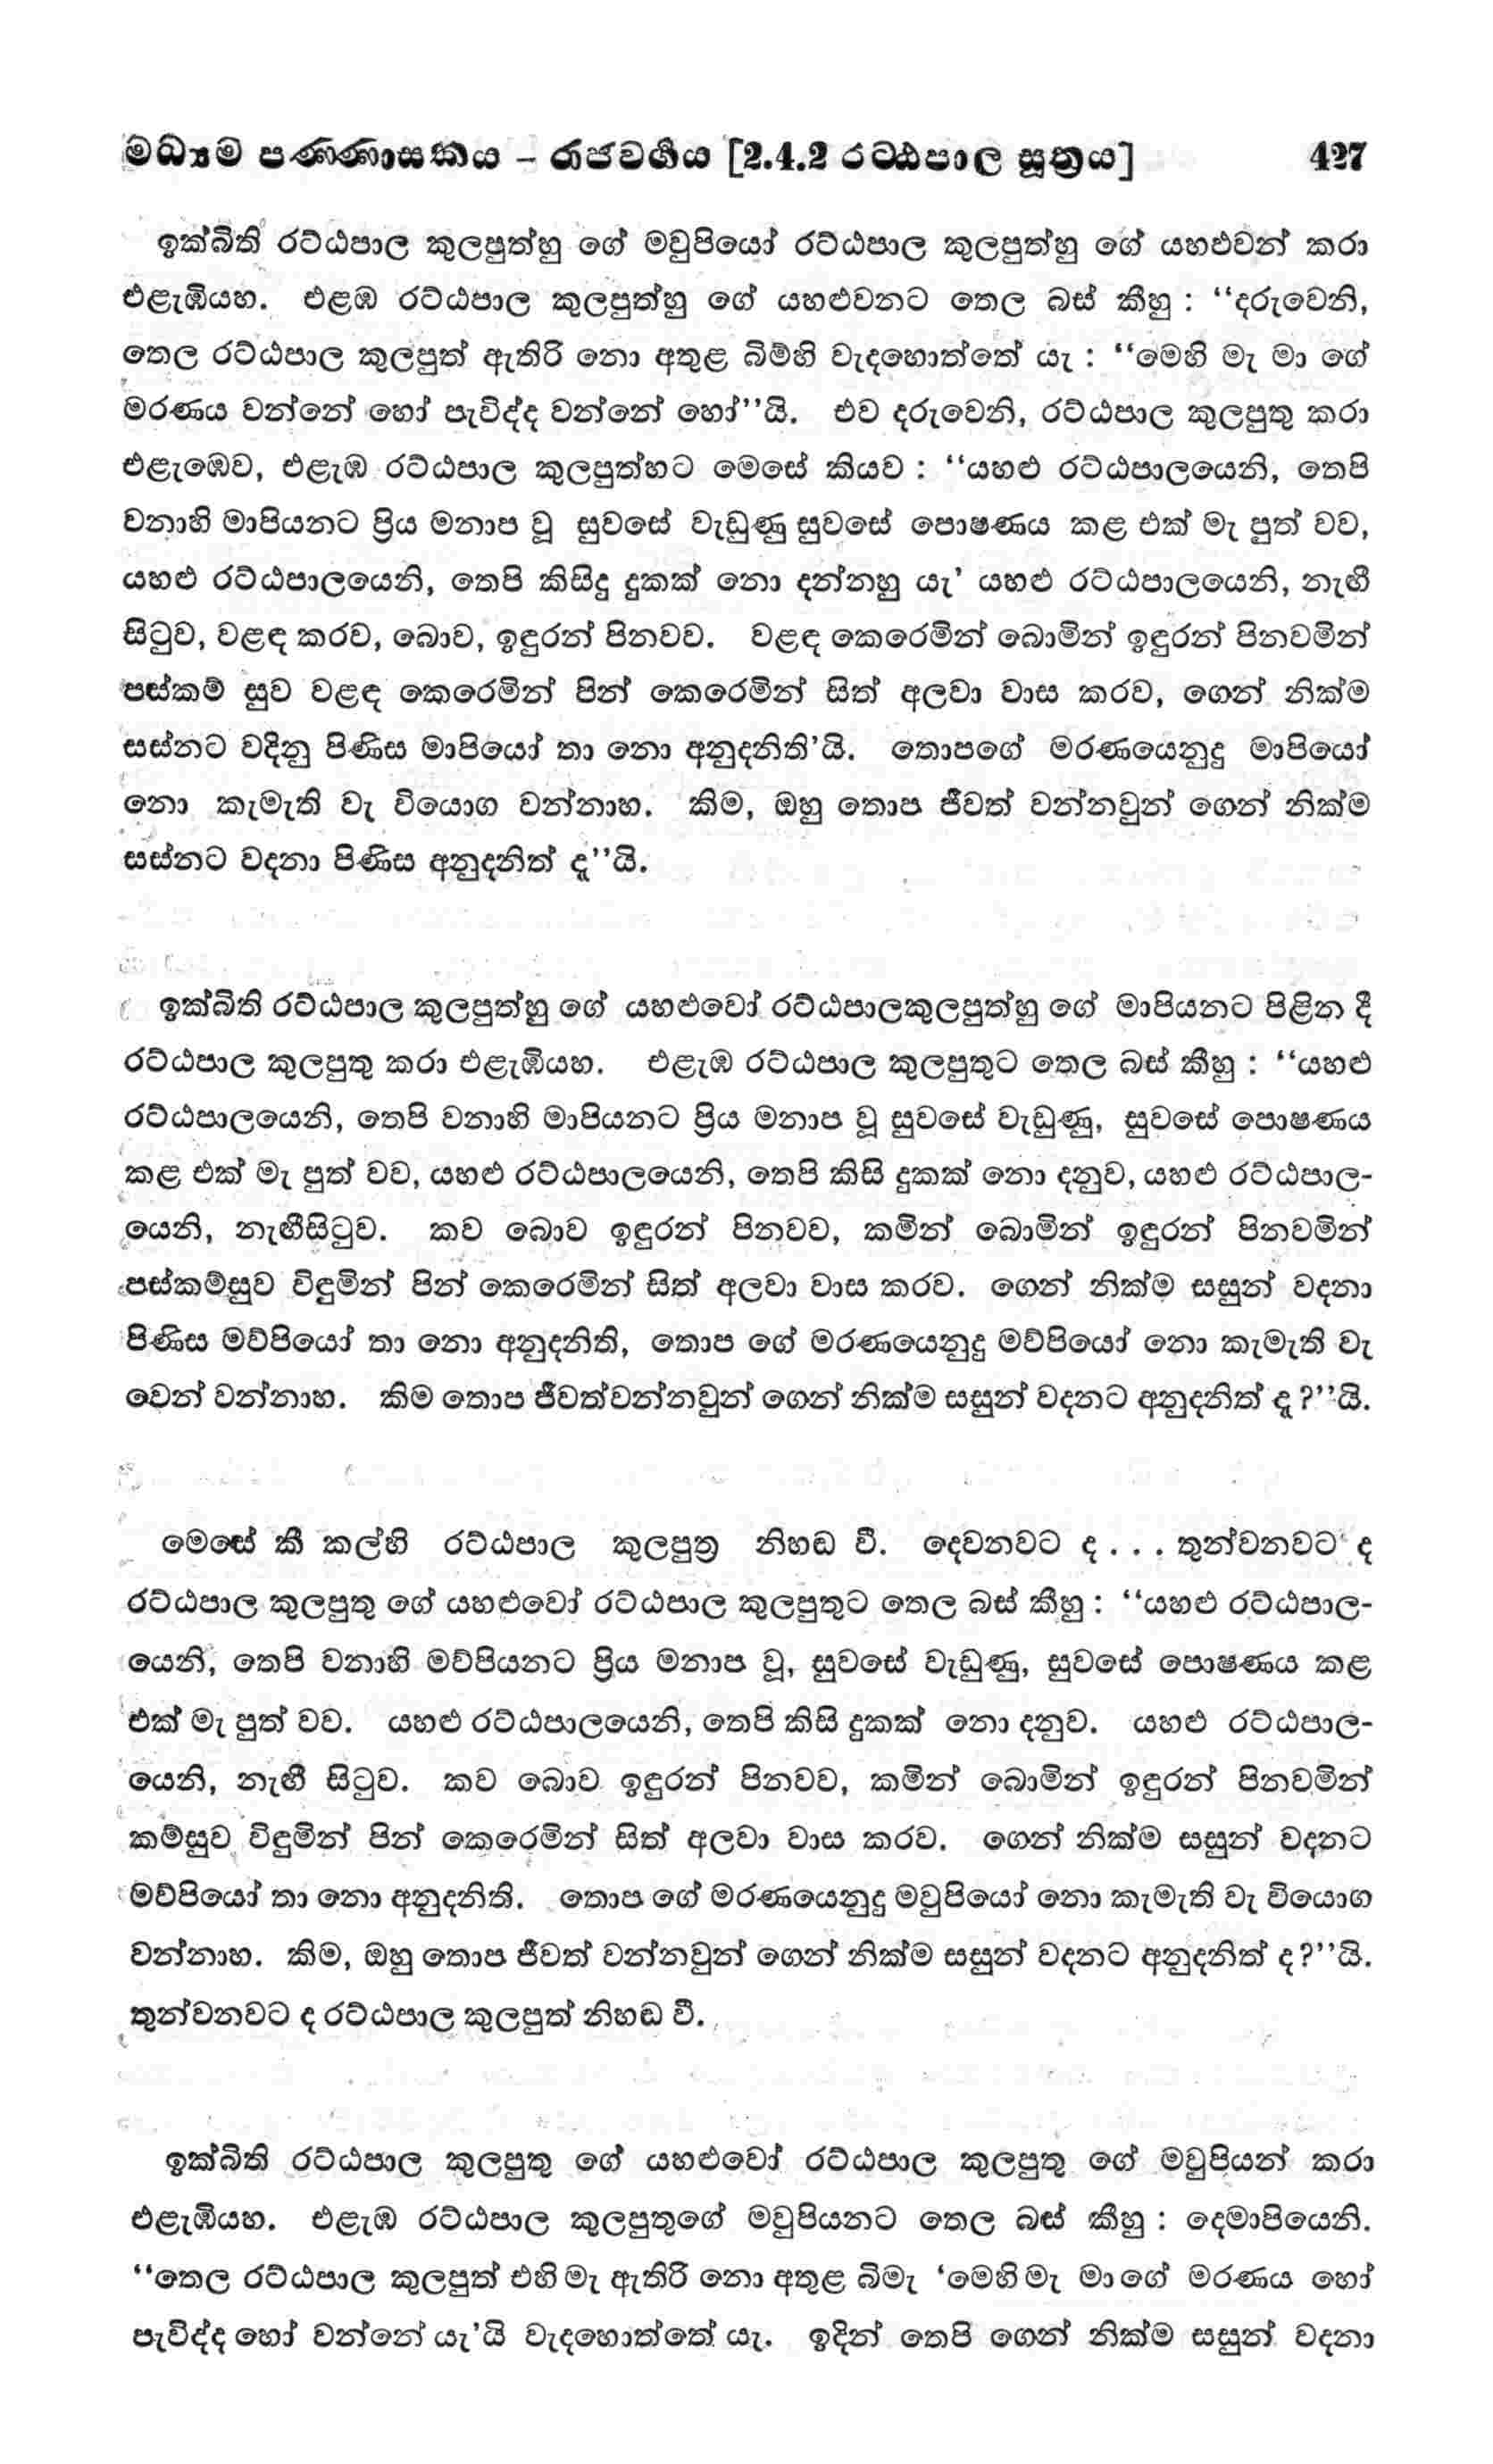 මධ්‍යම පණ්ණාසකය – රාජවර්ගය [2.4.2 රට්ඨපාල සූත්‍රය] 427
ඉක්බිති රට්ඨපාල කුලපුත්හු ගේ මවුපියෝ රට්ඨපාල කුලපුත්හු ගේ යහළුවන් කරා
එළැඹියහ. එළඹ රට්ඨපාල කුලපුත්හු ගේ යහළුවනට තෙල බස් කීහු : “දරුවෙනි,
තෙල රට්ඨපාල කුලපුත් ඇතිරි නො අතුළ බිම්හි වැදහොත්තේ යැ : “මෙහි මැ මා ගේ
මරණය වන්නේ හෝ පැවිද්ද වන්නේ හෝ”යි. එව දරුවෙනි, රට්ඨපාල කුලපුතු කරා
එළැඹෙව, එළැඹ රට්ඨපාල කුලපුත්හට මෙසේ කියව : “යහළු රට්ඨපාලයෙනි, තෙපි
වනාහි මාපියනට ප්‍රිය මනාප වූ සුවසේ වැඩුණු සුවසේ පොෂණය කළ එක් මැ පුත් වව,
යහළු රට්ඨපාලයෙනි, තෙපි කිසිදු දුකක් නො දන්නහු යැ’ යහළු රට්ඨපාලයෙනි, නැඟී
සිටුව, වළඳ කරව, බොව, ඉඳුරන් පිනවව. වළඳ කෙරෙමින් බොමින් ඉඳුරන් පිනවමින්
පස්කම් සුව වළඳ කෙරෙමින් පින් කෙරෙමින් සිත් අලවා වාස කරව, ගෙන් නික්ම
සස්නට වදිනු පිණිස මාපියෝ තා නො අනුදනිති’යි. තොපගේ මරණයෙනුදු මාපියෝ
නො කැමැති වැ වියොග වන්නාහ. කිම, ඔහු තොප ජීවත් වන්නවුන් ගෙන් නික්ම
සස්නට වදනා පිණිස අනුදනිත් දැ”යි.
ඉක්බිති රට්ඨපාල කුලපුත්හු ගේ යහළුවෝ රට්ඨපාලකුලපුත්හු ගේ මාපියනට පිළින දී
රට්ඨපාල කුලපුතු කරා එළැඹියහ. එළැඹ රට්ඨපාල කුලපුතුට තෙල බස් කීහු : “යහළු
රට්ඨපාලයෙනි, තෙපි වනාහි මාපියනට ප්‍රිය මනාප වූ සුවසේ වැඩුණු, සුවසේ පොෂණය
කළ එක් මැ පුත් වව, යහළු රට්ඨපාලයෙනි, තෙපි කිසි දුකක් නො දනුව, යහළු රට්ඨපාල-
යෙනි, නැඟීසිටුව. කව බොව ඉඳුරන් පිනවව, කමින් බොමින් ඉඳුරන් පිනවමින්
පස්කම්සුව විඳුමින් පින් කෙරෙමින් සිත් අලවා වාස කරව. ගෙන් නික්ම සසුන් වදනා
පිණිස මව්පියෝ තා නො අනුදනිති, තොප ගේ මරණයෙනුදු මව්පියෝ නො කැමැති වැ
වෙන් වන්නාහ. කිම තොප ජීවත්වන්නවුන් ගෙන් නික්ම සසුන් වදනට අනුදනිත් දැ ?”යි.
මෙසේ කී කල්හි රට්ඨපාල කුලපුත්‍ර නිහඬ වී. දෙවනවට ද . . . තුන්වනවට ද
රට්ඨපාල කුලපුතු ගේ යහළුවෝ රට්ඨපාල කුලපුතුට තෙල බස් කීහු : “යහළු රට්ඨපාල-
යෙනි, තෙපි වනාහි මව්පියනට ප්‍රිය මනාප වූ, සුවසේ වැඩුණු, සුවසේ පොෂණය කළ
එක් මැ පුත් වව. යහළු රට්ඨපාලයෙනි, තෙපි කිසි දුකක් නො දනුව. යහළු රට්ඨපාල-
යෙනි, නැඟී සිටුව. කව බොව ඉඳුරන් පිනවව, කමින් බොමින් ඉඳුරන් පිනවමින්
කම්සුව විඳුමින් පින් කෙරෙමින් සිත් අලවා වාස කරව. ගෙන් නික්ම සසුන් වදනට
මව්පියෝ තා නො අනුදනිති. තොප ගේ මරණයෙනුදු මවුපියෝ නො කැමැති වැ වියොග
වන්නාහ. කිම, ඔහු තොප ජීවත් වන්නවුන් ගෙන් නික්ම සසුන් වදනට අනුදනිත් ද?”යි.
තුන්වනවට ද රට්ඨපාල කුලපුත් නිහඬ වී.
ඉක්බිති රට්ඨපාල කුලපුතු ගේ යහළුවෝ රට්ඨපාල කුලපුතු ගේ මවුපියන් කරා
එළැඹියහ. එළැඹ රට්ඨපාල කුලපුතුගේ මවුපියනට තෙල බස් කීහු : දෙමාපියෙනි.
“තෙල රට්ඨපාල කුලපුත් එහි මැ ඇතිරි නො අතුළ බිමැ ‘මෙහි මැ මා ගේ මරණය හෝ
පැවිද්ද හෝ වන්නේ යැ’යි වැදහොත්තේ යැ. ඉදින් තෙපි ගෙන් නික්ම සසුන් වදනා